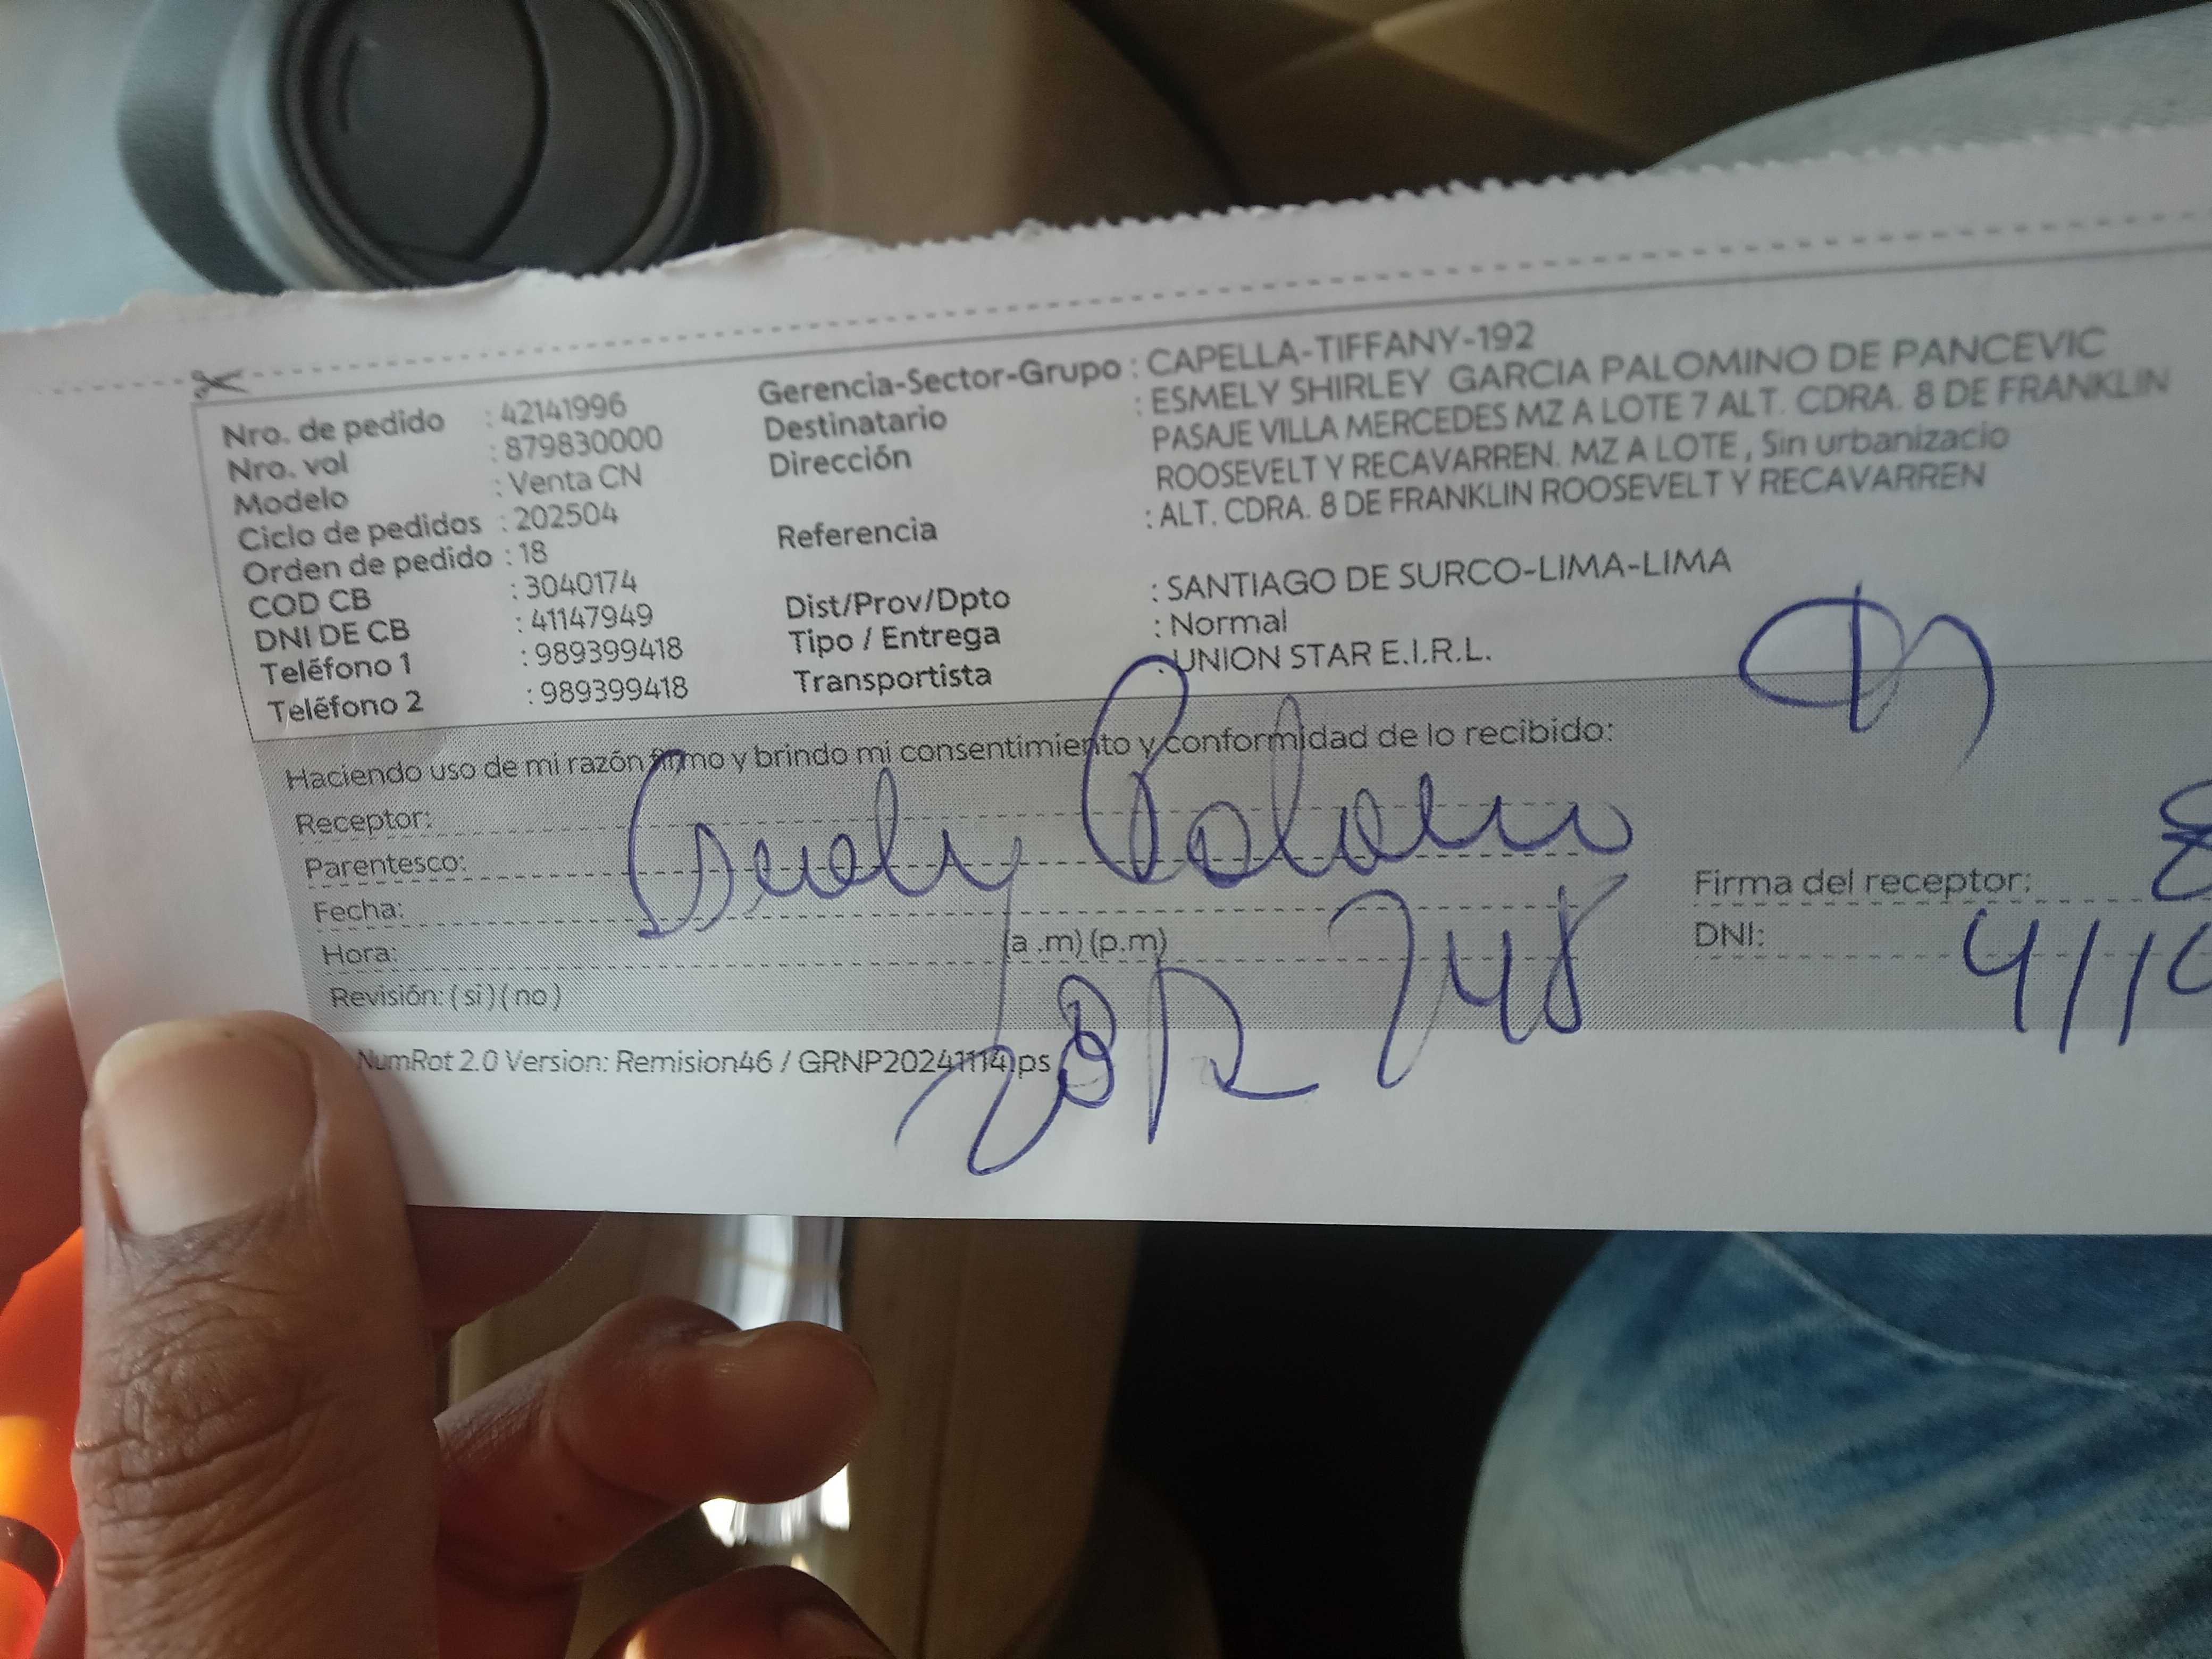 Nro. de pedido : 42141996
Nro. vol : 879830000
Modelo : Venta CN
Ciclo de pedidos : 202504
Orden de pedido : 18
COD CB : 3040174
DNI DE CB : 41147949
Teléfono 1 : 989399418
Teléfono 2 : 989399418
Gerencia-Sector-Grupo : CAPELLA-TIFFANY-192
Destinatario : ESMELY SHIRLEY GARCIA PALOMINO DE PANCEVIC
Dirección PASAJE VILLA MERCEDES MZ A LOTE 7 ALT. CDRA. 8 DE FRANKLIN
ROOSEVELT Y RECAVARREN. MZ A LOTE , Sin urbanizacio
Referencia : ALT. CDRA. 8 DE FRANKLIN ROOSEVELT Y RECAVARREN
Dist/Prov/Dpto : SANTIAGO DE SURCO-LIMA-LIMA
Tipo / Entrega : Normal
Transportista : UNION STAR E.I.R.L.
Haciendo uso de mi razón firmo y brindo mi consentimiento y conformidad de lo recibido:
Receptor:
Parentesco:
Fecha:
Hora: (a .m) (p.m)
Revisión: ( si ) ( no )
Firma del receptor:
DNI: 411
NumRot 2.0 Version: Remision46 / GRNP20241114.ps